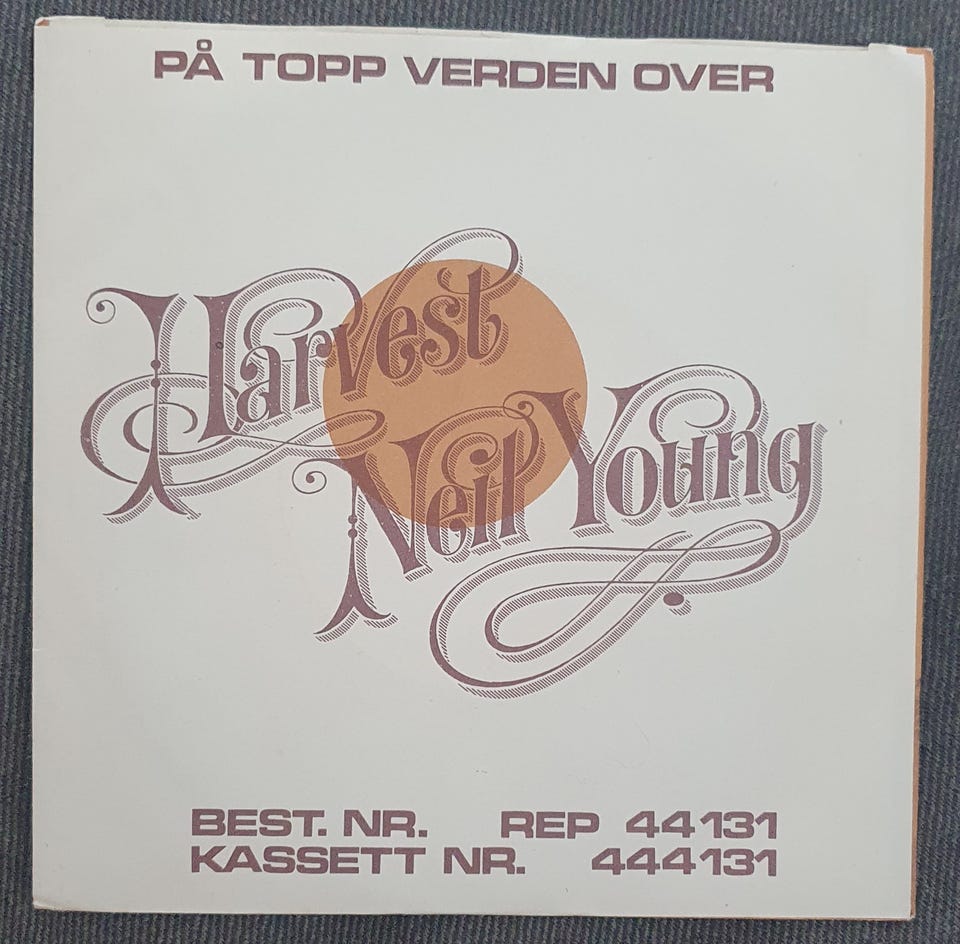 PÅ TOPP VERDEN OVER
Harvest
Neil Young
BEST. NR. REP 44131
KASSETT NR. 444131